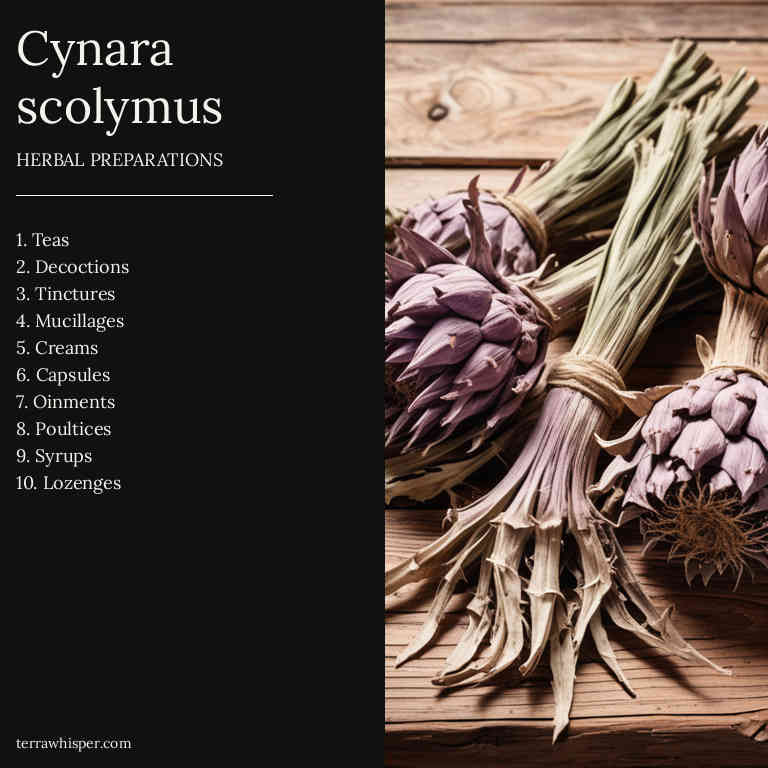 Cynara
scolymus
HERBAL PREPARATIONS
1. Teas
2. Decoctions
3. Tinctures
4. Mucillages
5. Creams
6. Capsules
7. Oinments
8. Poultices
9. Syrups
10. Lozenges
terrawhisper.com